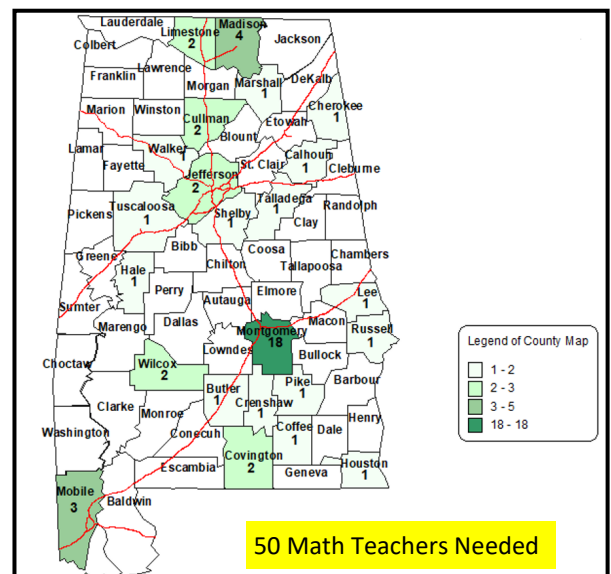 Lauderdale
Limestone
2
Madison
4
Jackson
Colbert
Franklin
Lawrence
Morgan
Marshall
1
DeKalb
Cherokee
1
Marion
Winston
Cullman
2
Blount
Etowah
Lamar
Fayette
Walker
1
Jefferson
2
St. Clair
Calhoun
1
Cleburne
Pickens
Tuscaloosa
1
Shelby
1
Talladega
1
Clay
Randolph
Greene
Hale
1
Bibb
Chilton
Coosa
Tallapoosa
Chambers
Sumter
Perry
Autauga
Elmore
Lee
1
Marengo
Dallas
Montgomery
18
Macon
Russell
1
Choctaw
Wilcox
2
Lowndes
Bullock
Butler
1
Crenshaw
1
Pike
1
Barbour
Clarke
Monroe
Washington
Conecuh
Covington
2
Coffee
1
Dale
Henry
Escambia
Geneva
Houston
1
Mobile
3
Baldwin
Legend of County Map
1 - 2
2 - 3
3 - 5
18 - 18
50 Math Teachers Needed